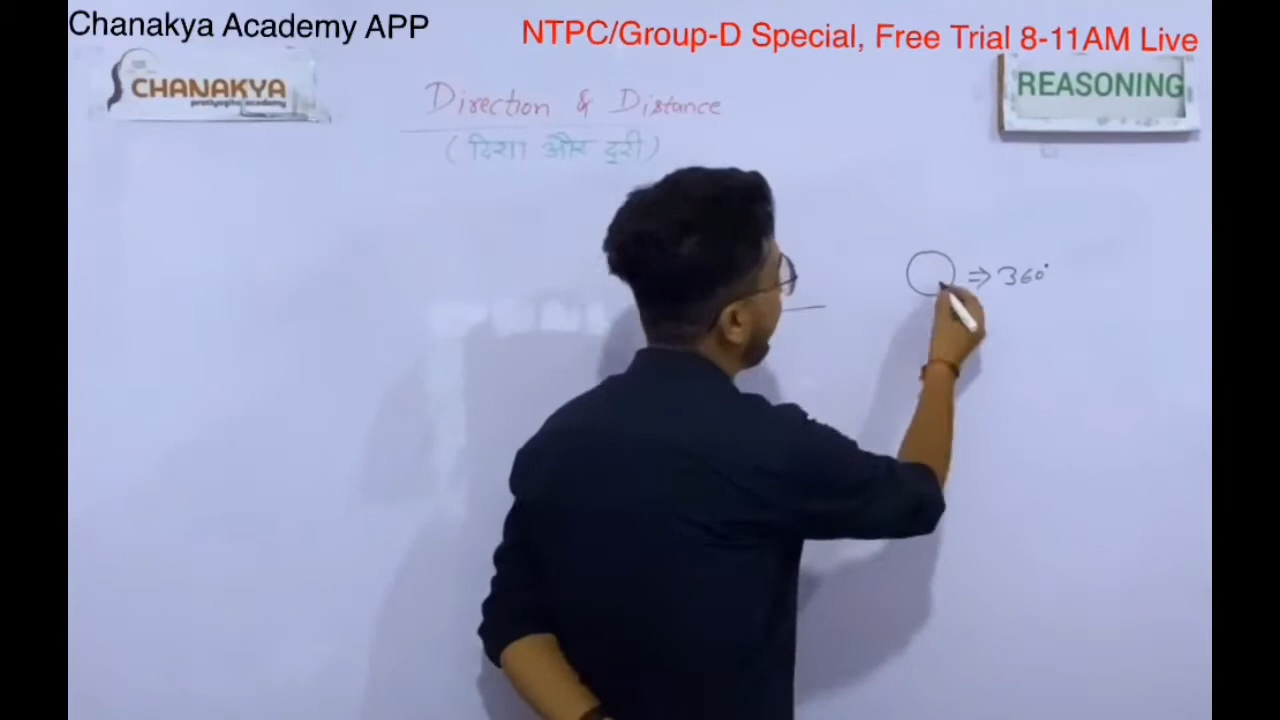 Chanakya Academy APP
NTPC/Group-D Special, Free Trial 8-11AM Live
CHANAKYA
pratiyogita academy
REASONING
Direction & Distance
(दिशा और दूरी)
⇒ 360°